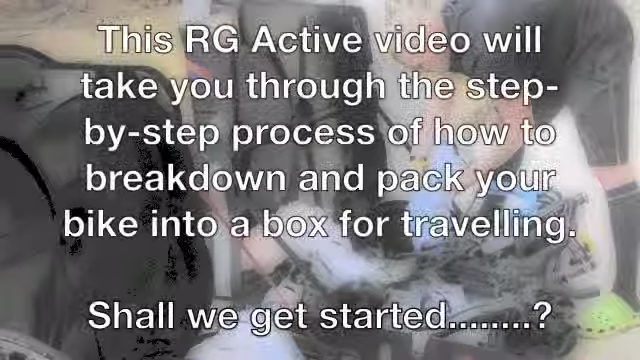 This RG Active video will
take you through the step-
by-step process of how to
breakdown and pack your
bike into a box for travelling.
Shall we get started........?